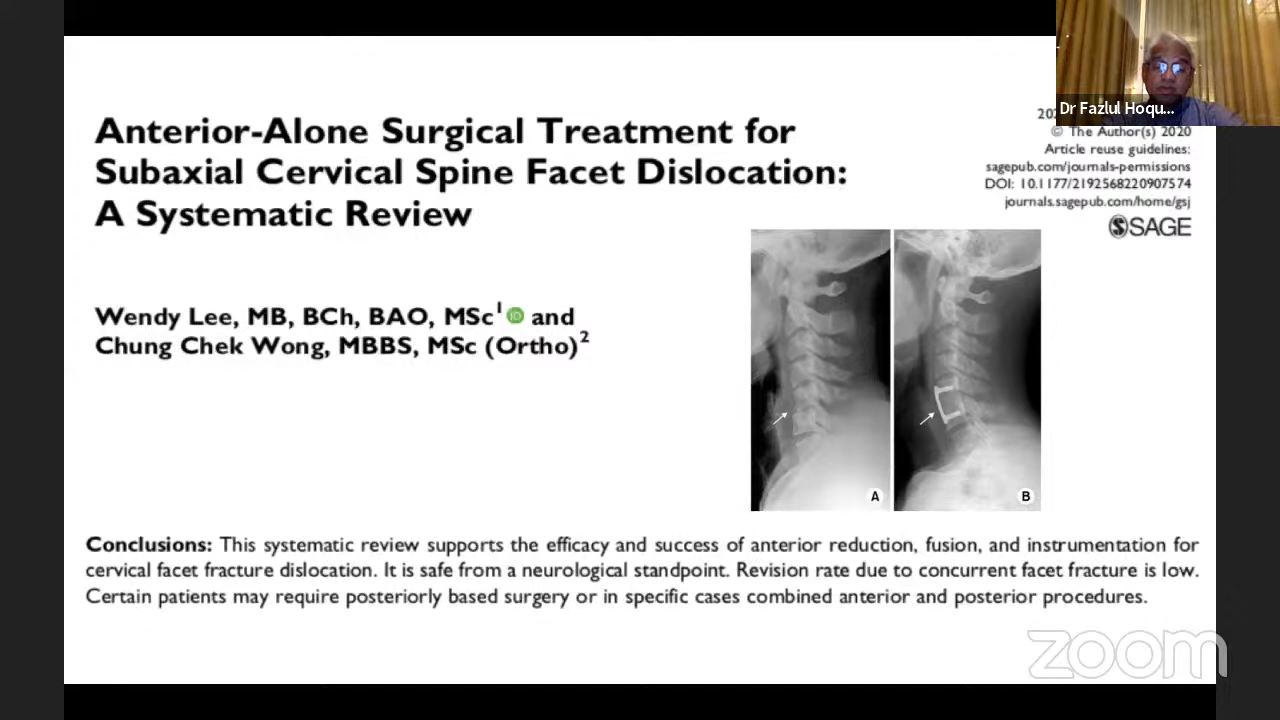 Anterior-Alone Surgical Treatment for
Subaxial Cervical Spine Facet Dislocation:
A Systematic Review
Wendy Lee, MB, BCh, BAO, MSc1 iD and
Chung Chek Wong, MBBS, MSc (Ortho)2
Dr Fazlul Hoqu...
© The Author(s) 2020
Article reuse guidelines:
sagepub.com/journals-permissions
DOI: 10.1177/2192568220907574
journals.sagepub.com/home/gsj
SAGE
A
B
Conclusions: This systematic review supports the efficacy and success of anterior reduction, fusion, and instrumentation for
cervical facet fracture dislocation. It is safe from a neurological standpoint. Revision rate due to concurrent facet fracture is low.
Certain patients may require posteriorly based surgery or in specific cases combined anterior and posterior procedures.
zoom